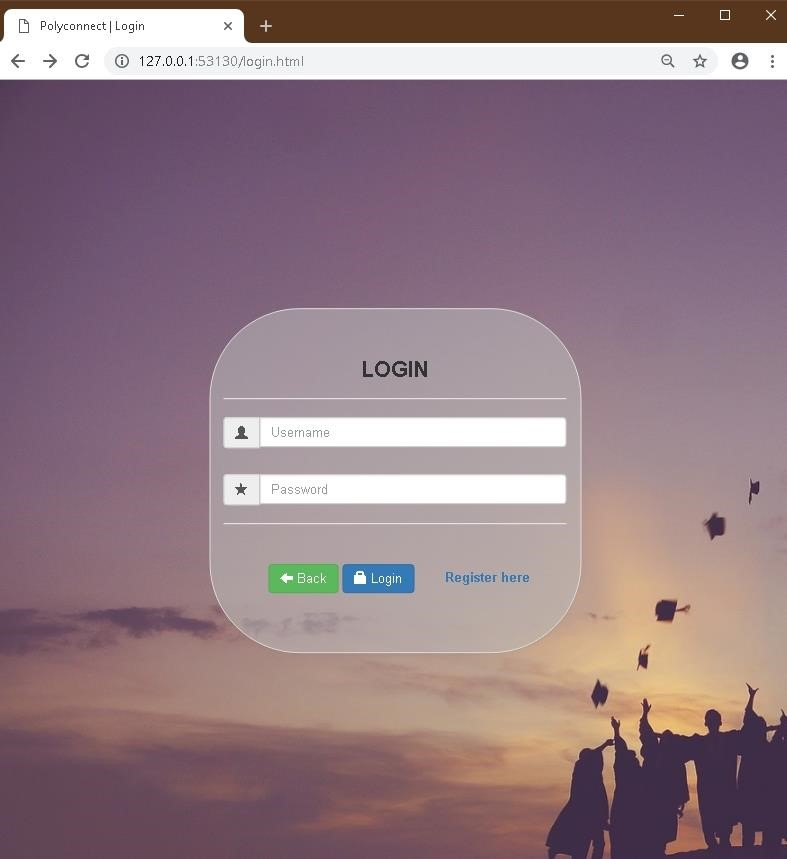 Polyconnect | Login
127.0.0.1:53130/login.html
LOGIN
Username
Password
Back Login Register here